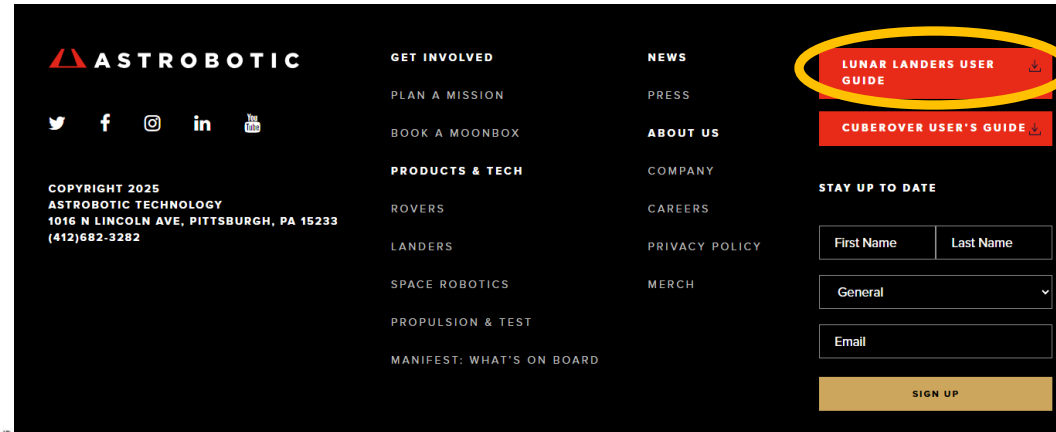 ASTROBOTIC
You
Tube
COPYRIGHT 2025
ASTROBOTIC TECHNOLOGY
1016 N LINCOLN AVE, PITTSBURGH, PA 15233
(412)682-3282
GET INVOLVED
PLAN A MISSION
BOOK A MOONBOX
PRODUCTS & TECH
ROVERS
LANDERS
SPACE ROBOTICS
PROPULSION & TEST
MANIFEST: WHAT'S ON BOARD
NEWS
PRESS
ABOUT US
COMPANY
CAREERS
PRIVACY POLICY
MERCH
LUNAR LANDERS USER
GUIDE
CUBEROVER USER'S GUIDE
STAY UP TO DATE
First Name
Last Name
General
Email
SIGN UP